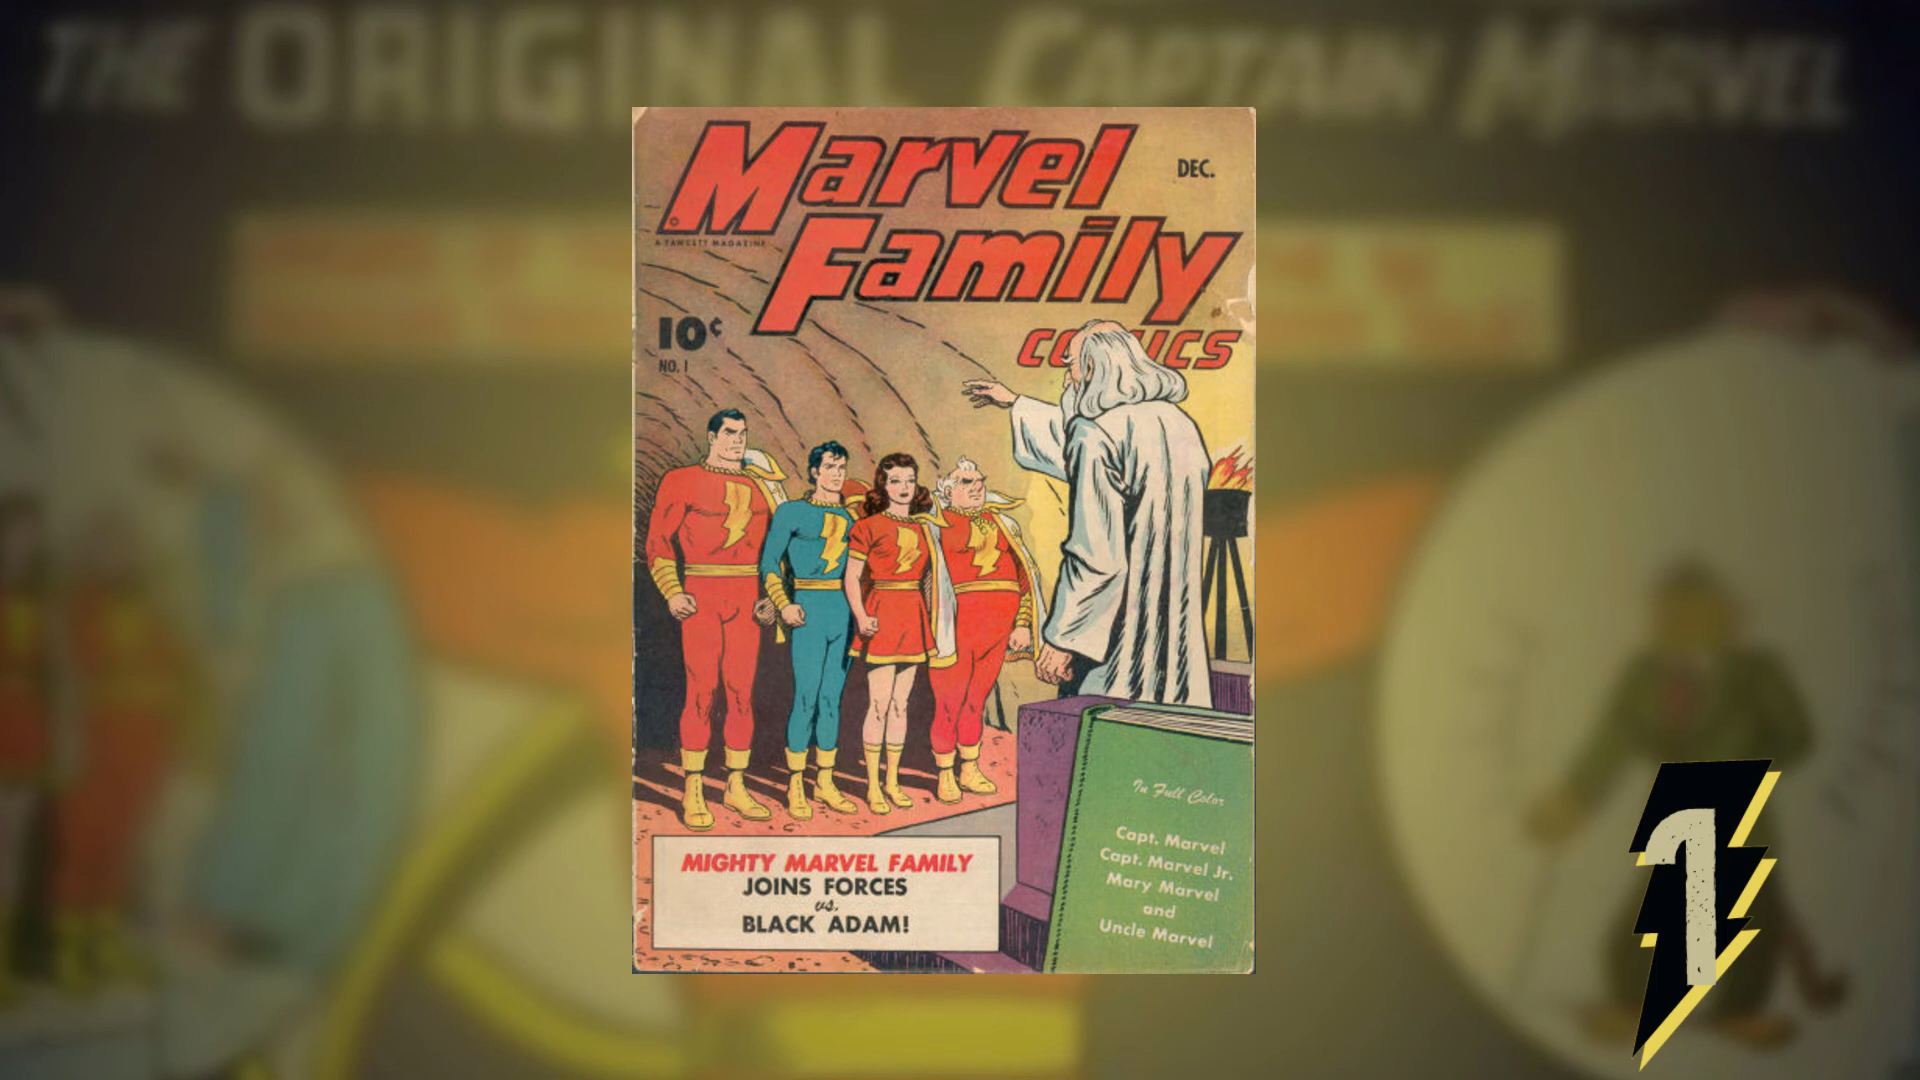 THE ORIGINAL CAPTAIN MARVEL
Marvel
DEC.
Family
A FAWCETT MAGAZINE
COMICS
10¢
NO. 1
In Full Color
Capt. Marvel
Capt. Marvel Jr.
Mary Marvel
and
Uncle Marvel
MIGHTY MARVEL FAMILY
JOINS FORCES
vs.
BLACK ADAM!
1